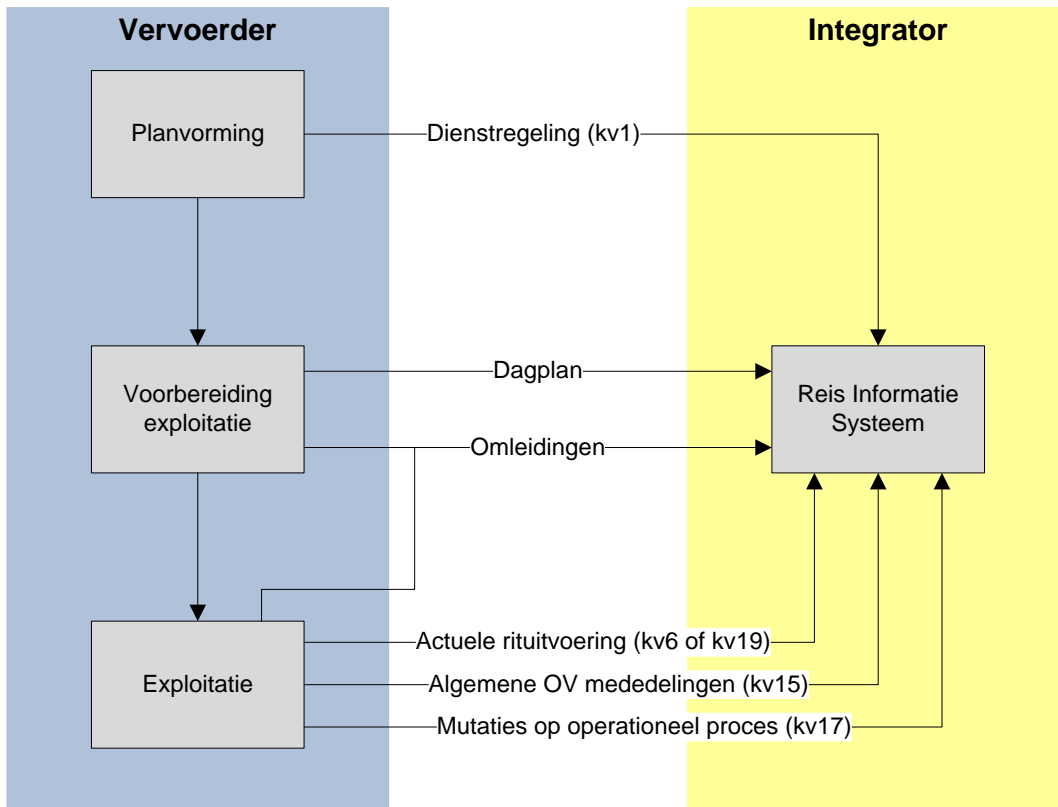 Vervoerder
Integrator
Planvorming
Dienstregeling (kv1)
Voorbereiding
exploitatie
Dagplan
Omleidingen
Reis Informatie
Systeem
Exploitatie
Actuele rituitvoering (kv6 of kv19)
Algemene OV mededelingen (kv15)
Mutaties op operationeel proces (kv17)